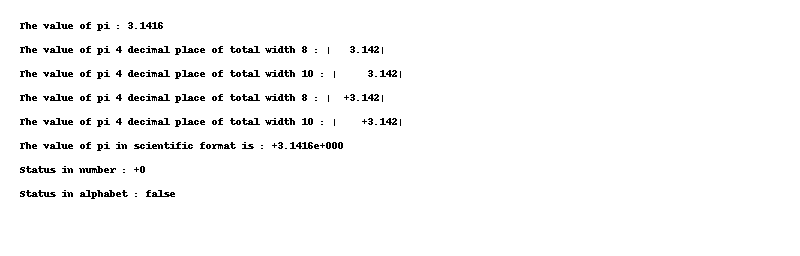 The value of pi : 3.1416
The value of pi 4 decimal place of total width 8 : |   3.142|
The value of pi 4 decimal place of total width 10 : |     3.142|
The value of pi 4 decimal place of total width 8 : |  +3.142|
The value of pi 4 decimal place of total width 10 : |    +3.142|
The value of pi in scientific format is : +3.1416e+000
Status in number : +0
Status in alphabet : false